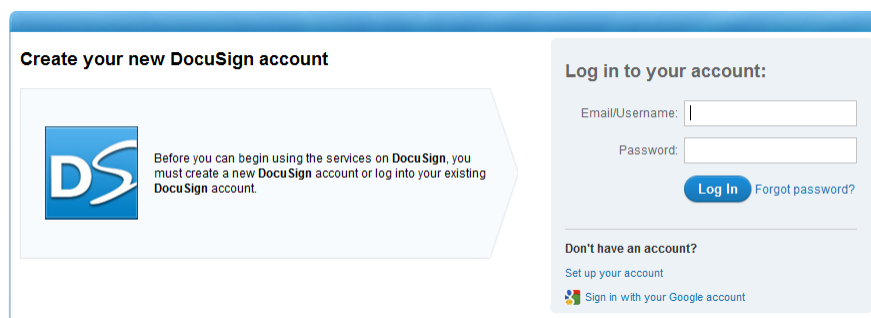 Create your new DocuSign account
DS
Before you can begin using the services on DocuSign, you
must create a new DocuSign account or log into your existing
DocuSign account.
Log in to your account:
Email/Username:
Password:
Log In Forgot password?
Don't have an account?
Set up your account
Sign in with your Google account